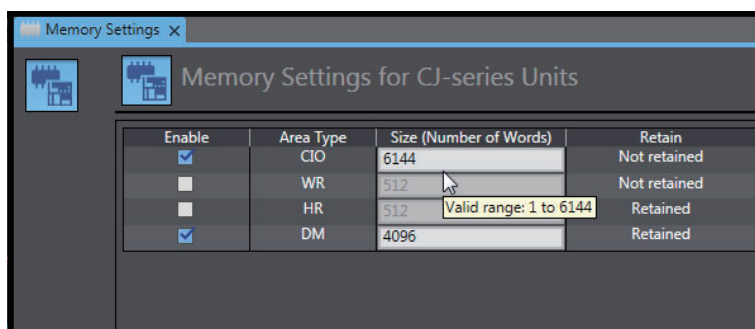 Memory Settings x
Memory Settings for CJ-series Units
Enable Area Type Size (Number of Words) Retain
CIO 6144 Not retained
WR 512 Not retained
HR 512 Retained
Valid range: 1 to 6144
DM 4096 Retained